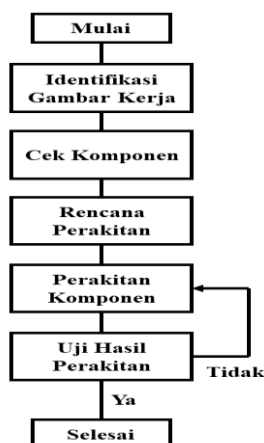 Mulai
Identifikasi
Gambar Kerja
Cek Komponen
Rencana
Perakitan
Perakitan
Komponen
Uji Hasil
Perakitan
Tidak
Ya
Selesai